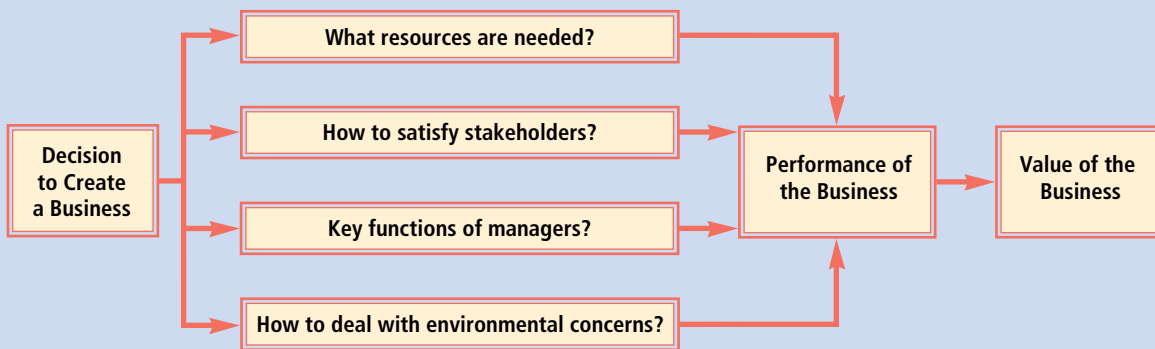 Decision
to Create
a Business
What resources are needed?
How to satisfy stakeholders?
Key functions of managers?
How to deal with environmental concerns?
Performance of
the Business
Value of the
Business